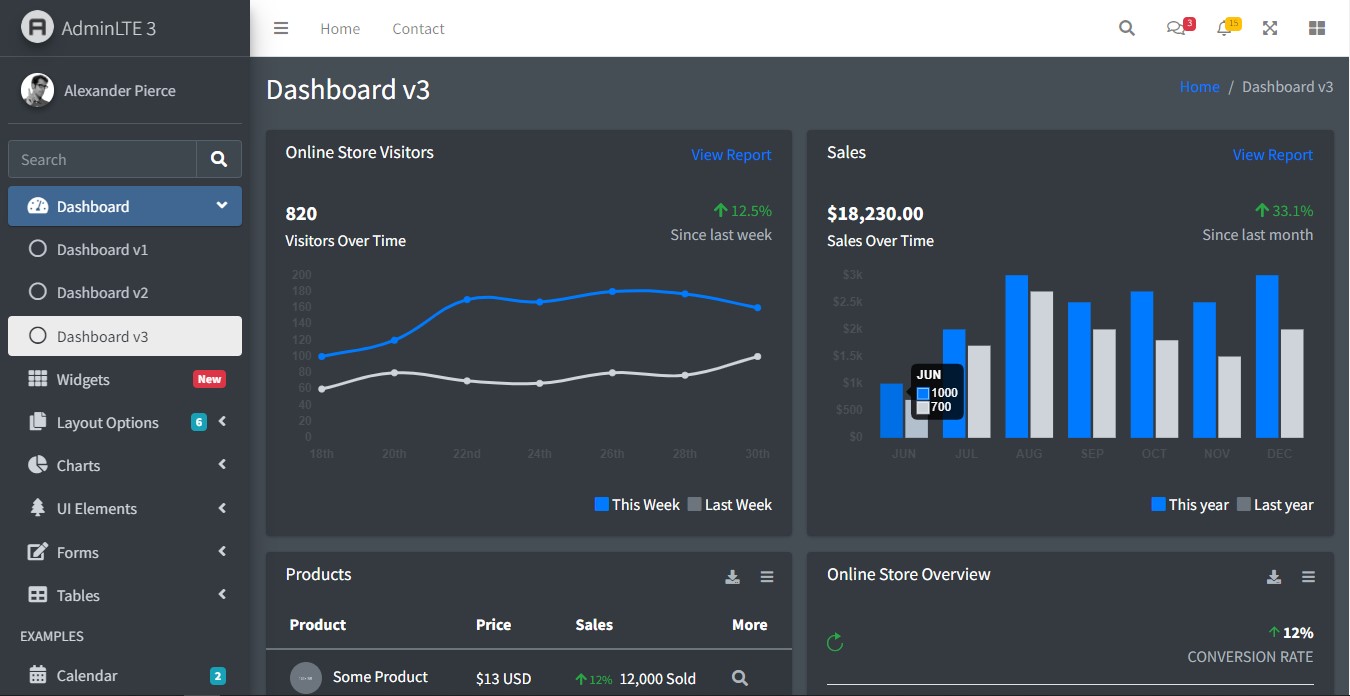 AdminLTE 3
Home Contact
3
15
Alexander Pierce
Search
Dashboard
Dashboard v1
Dashboard v2
Dashboard v3
Widgets New
Layout Options 6
Charts
UI Elements
Forms
Tables
EXAMPLES
Calendar 2
Dashboard v3
Home / Dashboard v3
Online Store Visitors View Report
820
12.5%
Visitors Over Time
Since last week
200
180
160
140
120
100
80
60
40
20
0
18th 20th 22nd 24th 26th 28th 30th
This Week Last Week
Sales View Report
$18,230.00
33.1%
Sales Over Time
Since last month
$3k
$2.5k
$2k
$1.5k
$1k
$500
$0
JUN
1000
700
JUN JUL AUG SEP OCT NOV DEC
This year Last year
Products
Product Price Sales More
Some Product $13 USD 12% 12,000 Sold
Online Store Overview
12%
CONVERSION RATE